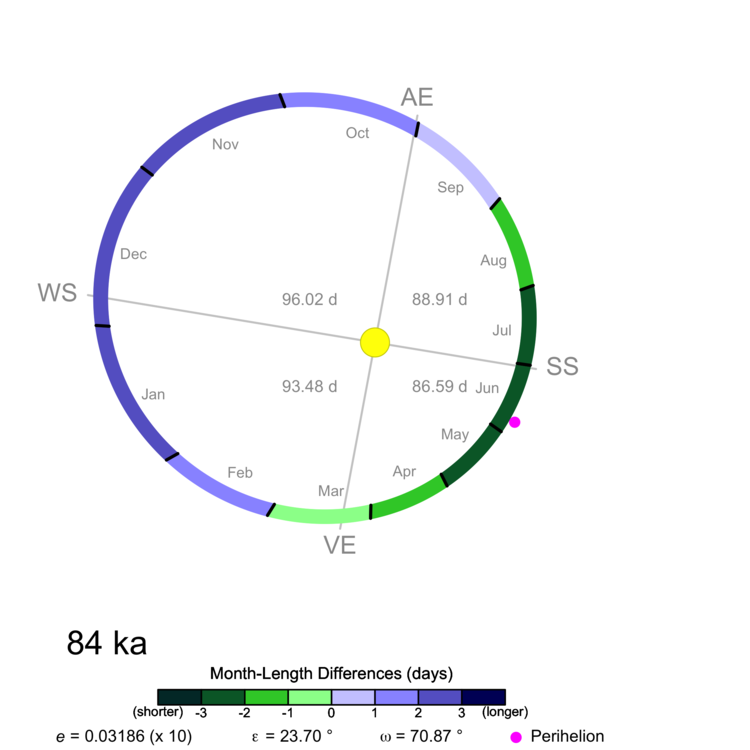 AE
Oct
Nov
Sep
Dec
Aug
WS
96.02 d
88.91 d
Jul
SS
93.48 d
86.59 d
Jun
Jan
May
Feb
Apr
Mar
VE
84 ka
Month-Length Differences (days)
(shorter) -3 -2 -1 0 1 2 3 (longer)
e = 0.03186 (x 10) ε = 23.70 ° ω = 70.87 ° Perihelion